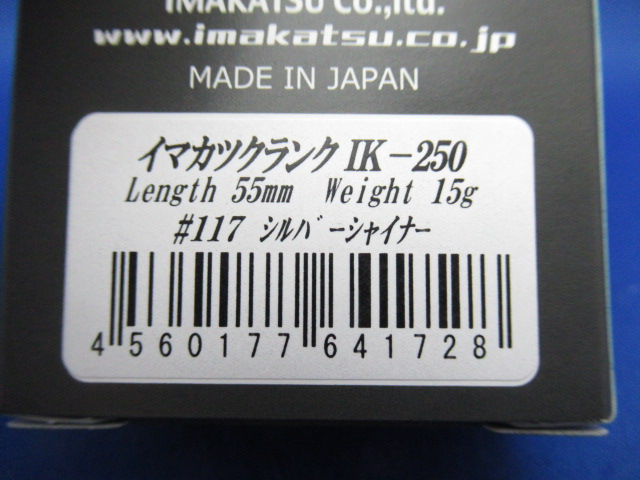 IMAKATSU Co.,ltd.
www.imakatsu.co.jp
MADE IN JAPAN
イマカツクランク IK-250
Length 55mm Weight 15g
#117 シルバーシャイナー
4 560177 641728